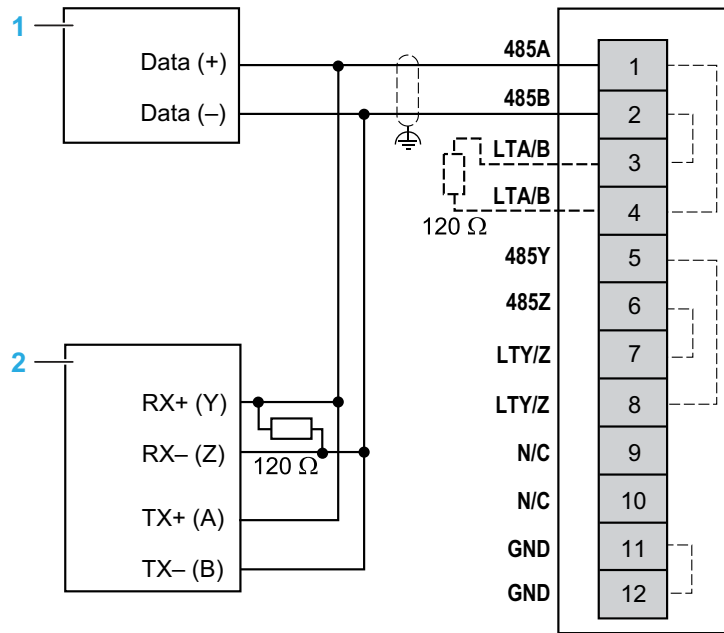 1
Data (+)
Data (–)
485A
1
485B
2
LTA/B
3
LTA/B
4
120 Ω
485Y
5
485Z
6
2
LTY/Z
7
RX+ (Y)
LTY/Z
8
RX– (Z)
120 Ω
N/C
9
N/C
10
TX+ (A)
GND
11
TX– (B)
GND
12